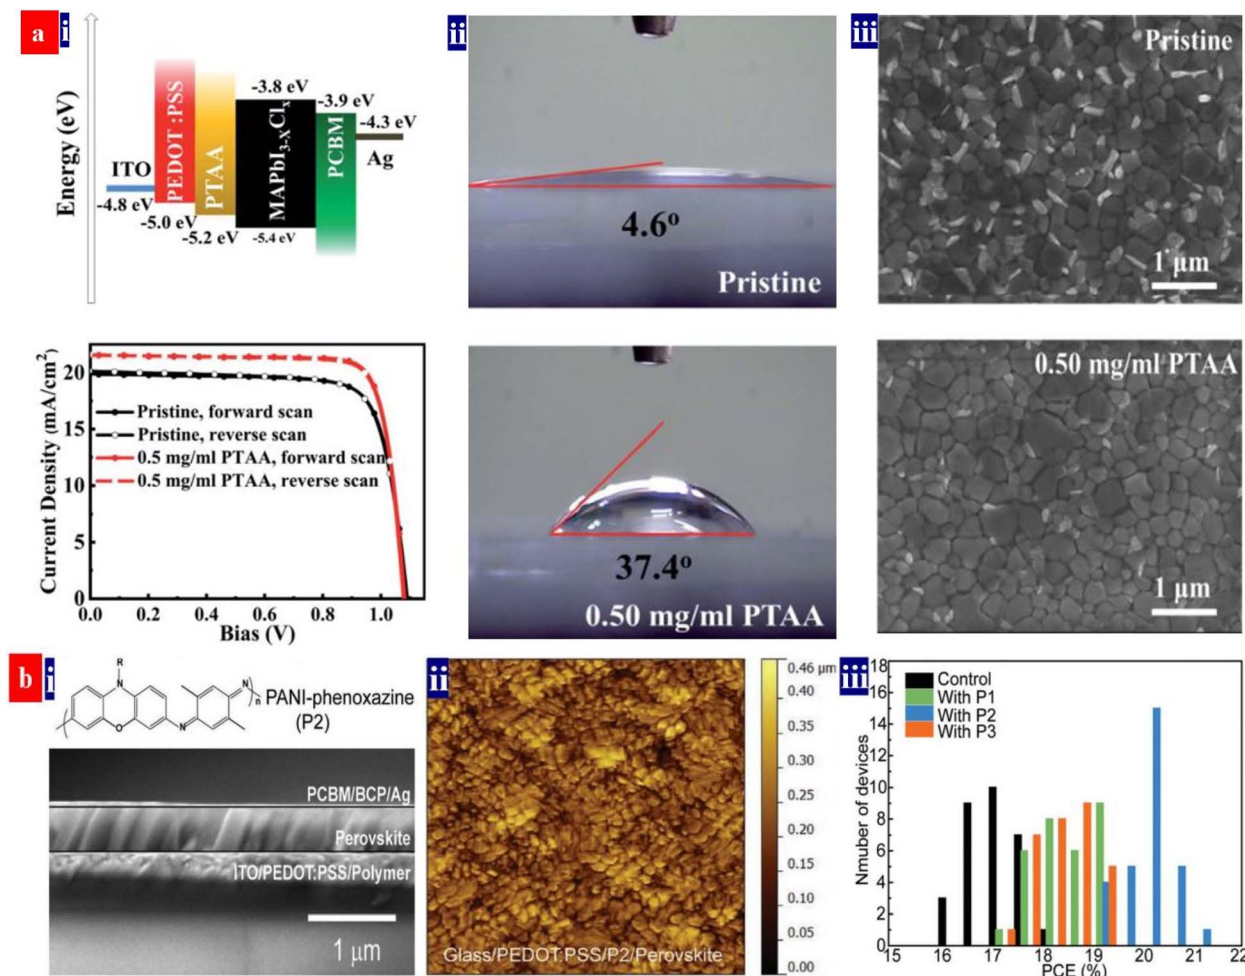 a
i
Energy (eV)
ITO
-4.8 eV
PEDOT :PSS
-5.0 eV
PTAA
-5.2 eV
-3.8 eV
MAPbI3-XClx
-5.4 eV
-3.9 eV
PCBM
-4.3 eV
Ag
ii
4.6°
Pristine
iii
Pristine
1 µm
Current Density (mA/cm²)
20
15
10
5
0
Pristine, forward scan
Pristine, reverse scan
0.5 mg/ml PTAA, forward scan
0.5 mg/ml PTAA, reverse scan
0.0 0.2 0.4 0.6 0.8 1.0
Bias (V)
37.4°
0.50 mg/ml PTAA
0.50 mg/ml PTAA
1 µm
b
i
R
N
O
N
N
n
PANI-phenoxazine
(P2)
PCBM/BCP/Ag
Perovskite
ITO/PEDOT:PSS/Polymer
1 µm
ii
Glass/PEDOT:PSS/P2/Perovskite
0.46 µm
0.40
0.35
0.30
0.25
0.20
0.15
0.10
0.00
iii
Nmuber of devices
18
16
14
12
10
8
6
4
2
0
Control
With P1
With P2
With P3
15 16 17 18 19 20 21 22
PCE (%)